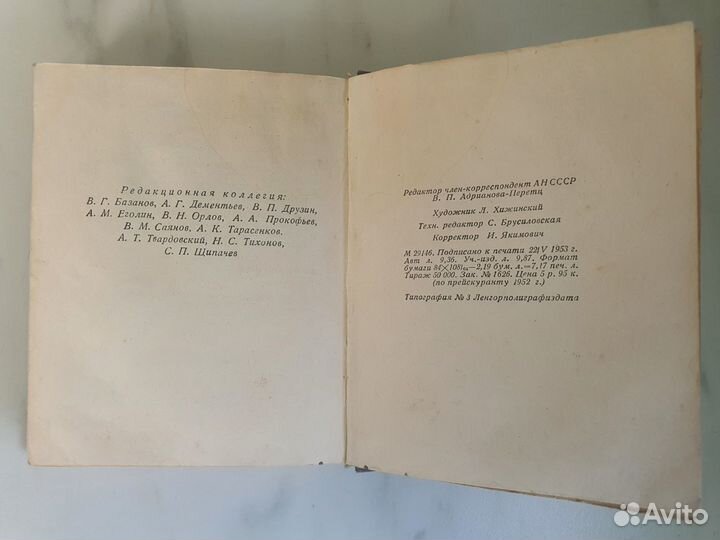 Редакционная коллегия:
В. Г. Базанов, А. Г. Дементьев, В. П. Друзин,
А. М. Еголин, В. Н. Орлов, А. А. Прокофьев,
В. М. Саянов, А. К. Тарасенков,
А. Т. Твардовский, Н. С. Тихонов,
С. П. Щипачев
Редактор член-корреспондент АН СССР
В. П. Адрианова-Перетц
Художник Л. Хижинский
Техн. редактор С. Брусиловская
Корректор И. Якимович
М 29146. Подписано к печати 22/V 1953 г.
Авт л. 9,36. Уч.-изд. л. 9,87. Формат
бумаги 84×108 1/64—2,19 бум. л.=7,17 печ. л.
Тираж 50 000. Зак. № 1626. Цена 5 р. 95 к.
(по прейскуранту 1952 г.)
Типография № 3 Ленгорполиграфиздата
Avito